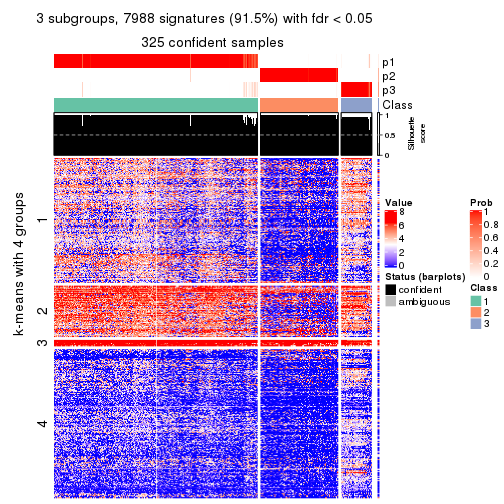 3 subgroups, 7988 signatures (91.5%) with fdr < 0.05
325 confident samples
p1
p2
p3
Class
1
0.5
0
Silhouette
score
k-means with 4 groups
1
2
3
4
Value
8
6
4
2
0
Status (barplots)
confident
ambiguous
Prob
1
0.8
0.6
0.4
0.2
0
Class
1
2
3